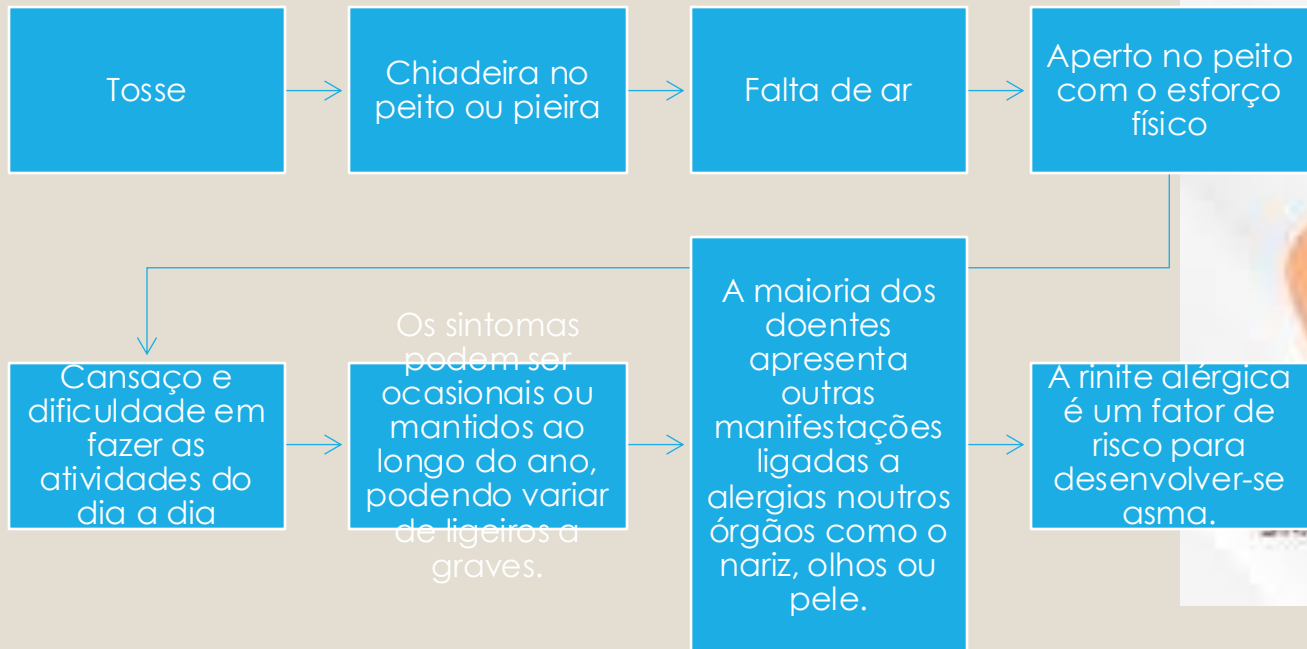 Tosse
Chiadeira no
peito ou pieira
Falta de ar
Aperto no peito
com o esforço
físico
Cansaço e
dificuldade em
fazer as
atividades do
dia a dia
Os sintomas
podem ser
ocasionais ou
mantidos ao
longo do ano,
podendo variar
de ligeiros a
graves.
A maioria dos
doentes
apresenta
outras
manifestações
ligadas a
alergias noutros
órgãos como o
nariz, olhos ou
pele.
A rinite alérgica
é um fator de
risco para
desenvolver-se
asma.